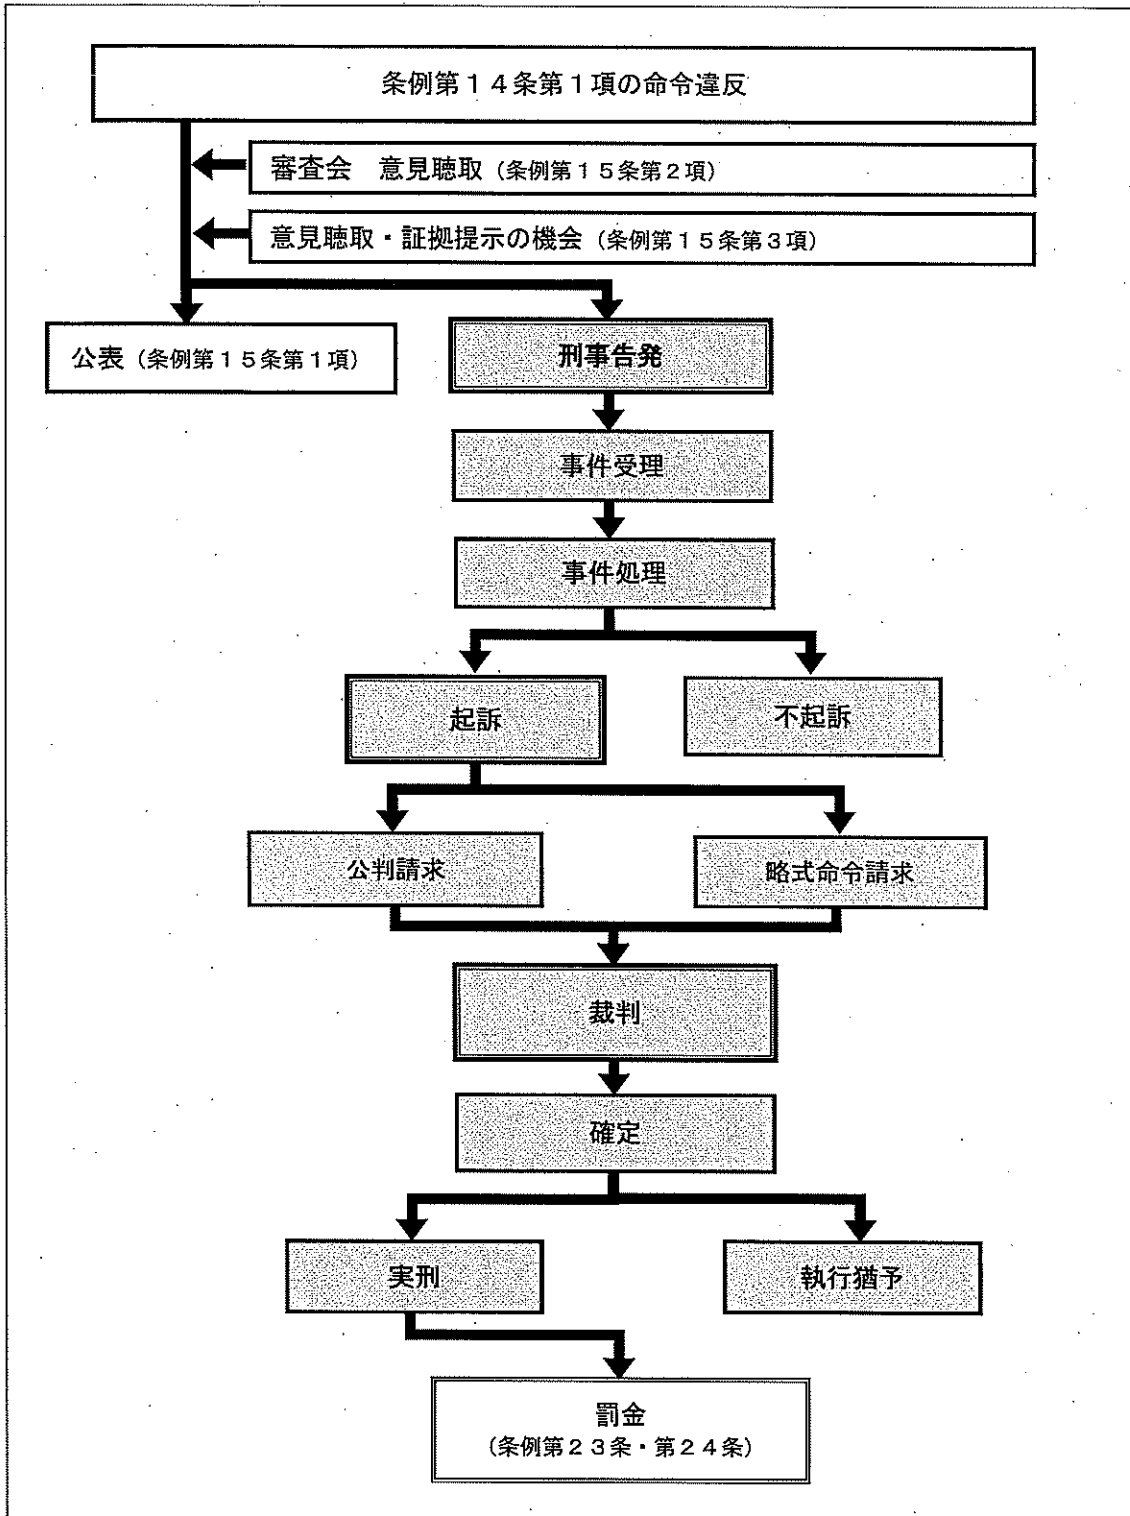 条例第１４条第１項の命令違反
審査会　意見聴取（条例第１５条第２項）
意見聴取・証拠提示の機会（条例第１５条第３項）
公表（条例第１５条第１項）
刑事告発
事件受理
事件処理
起訴
不起訴
公判請求
略式命令請求
裁判
確定
実刑
執行猶予
罰金
（条例第２３条・第２４条）